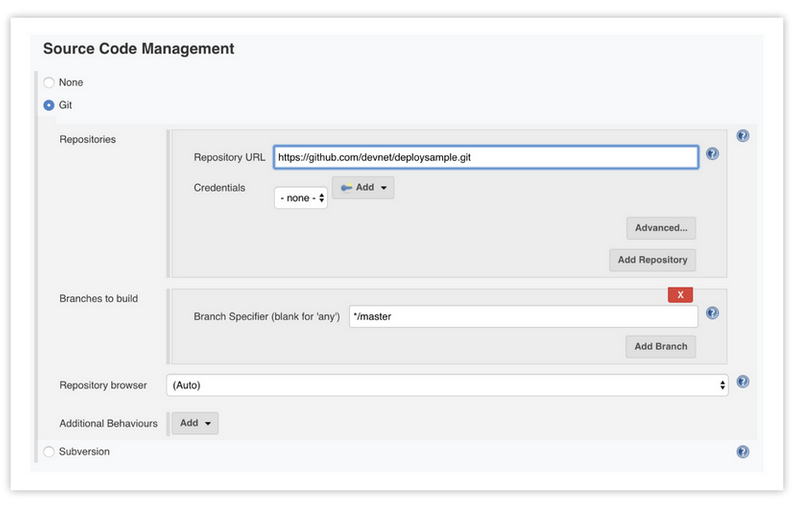 Source Code Management
None
Git
Repositories
Repository URL https://github.com/devnet/deploysample.git
Credentials - none - Add
Advanced...
Add Repository
Branches to build
X
Branch Specifier (blank for 'any') */master
Add Branch
Repository browser (Auto)
Additional Behaviours Add
Subversion